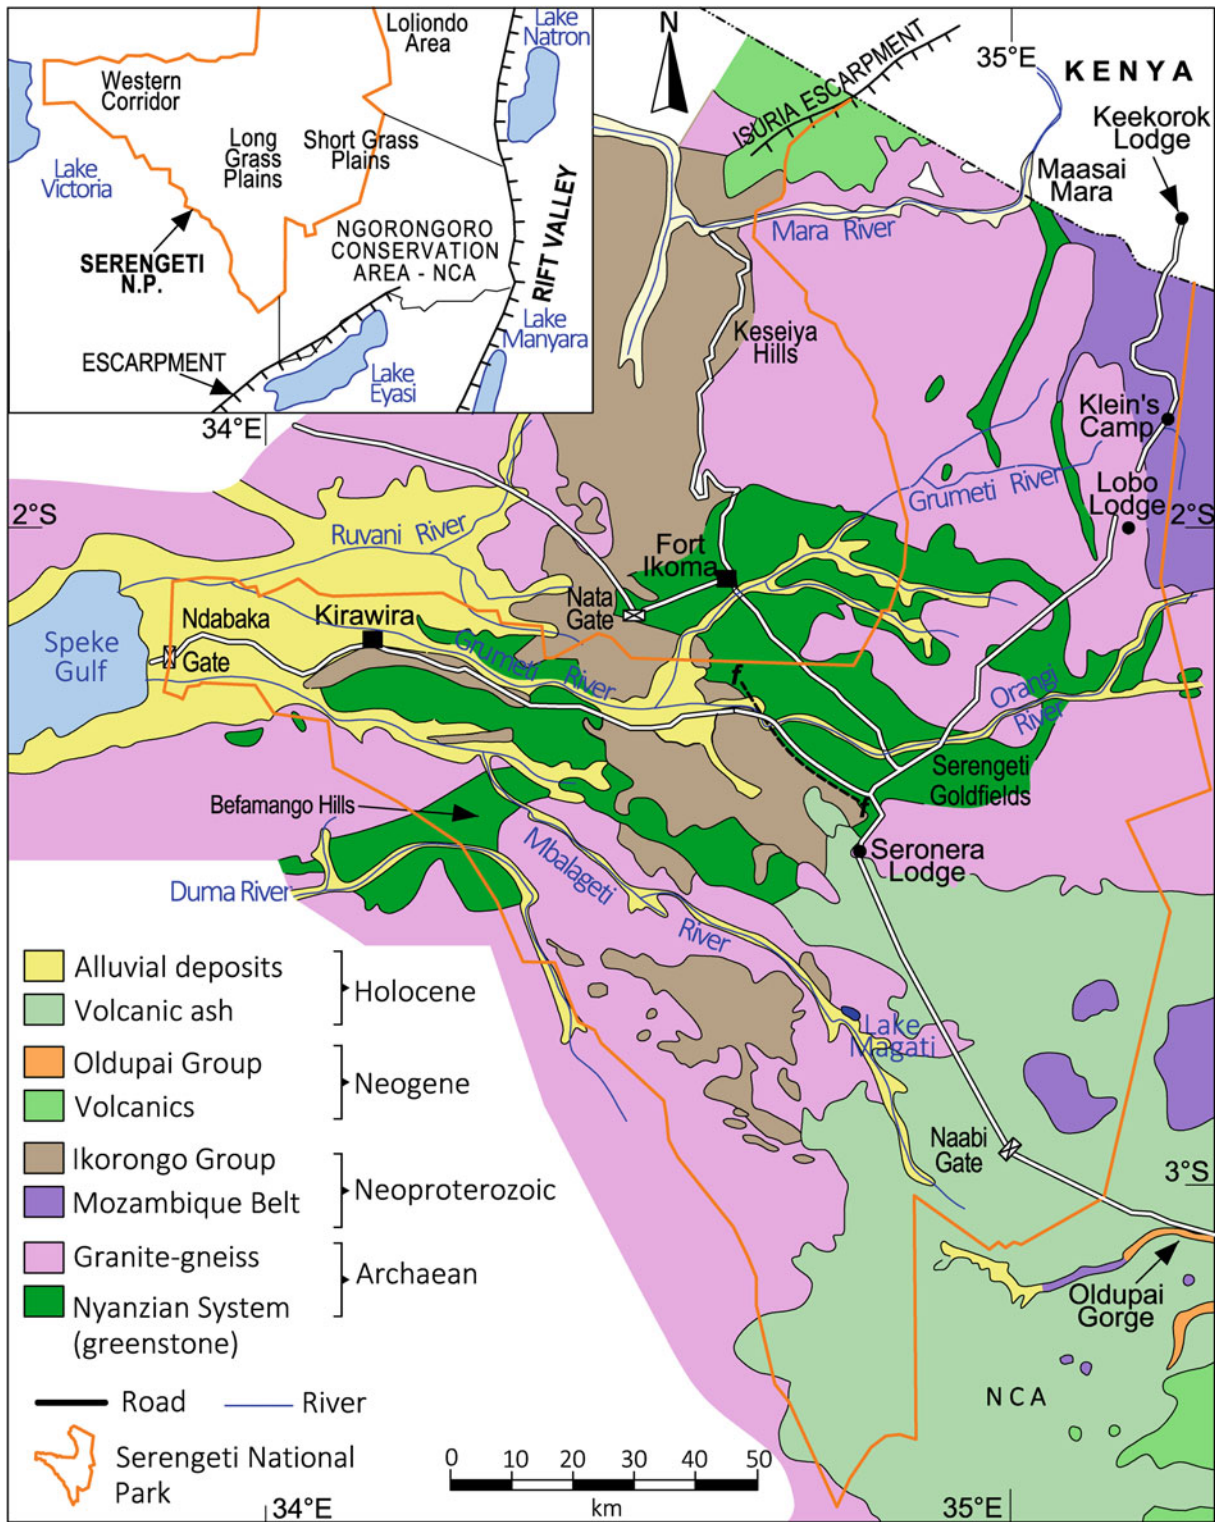 Lake
Natron
Loliondo
Area
Western
Corridor
Long
Grass
Plains
Short Grass
Plains
Lake
Victoria
SERENGETI
N.P.
NGORONGORO
CONSERVATION
AREA - NCA
RIFT VALLEY
Lake
Manyara
ESCARPMENT
Lake
Eyasi
N
ISURIA ESCARPMENT
35°E
KENYA
Keekorok
Lodge
Maasai
Mara
Mara River
Keseiya
Hills
Klein's
Camp
34°E
Grumeti River
Lobo
Lodge
2°S
2°S
Ruvani River
Fort
Ikoma
Nata
Gate
Ndabaka
Gate
Kirawira
Speke
Gulf
Grumeti River
f
Orangi
River
Serengeti
Goldfields
f
Befamango Hills
Seronera
Lodge
Mbalageti River
Duma River
Lake
Magati
Naabi
Gate
3°S
Oldupai
Gorge
NCA
Alluvial deposits
Volcanic ash
Holocene
Oldupai Group
Volcanics
Neogene
Ikorongo Group
Mozambique Belt
Neoproterozoic
Granite-gneiss
Nyanzian System
(greenstone)
Archaean
Road
River
Serengeti National
Park
0 10 20 30 40 50
km
34°E
35°E